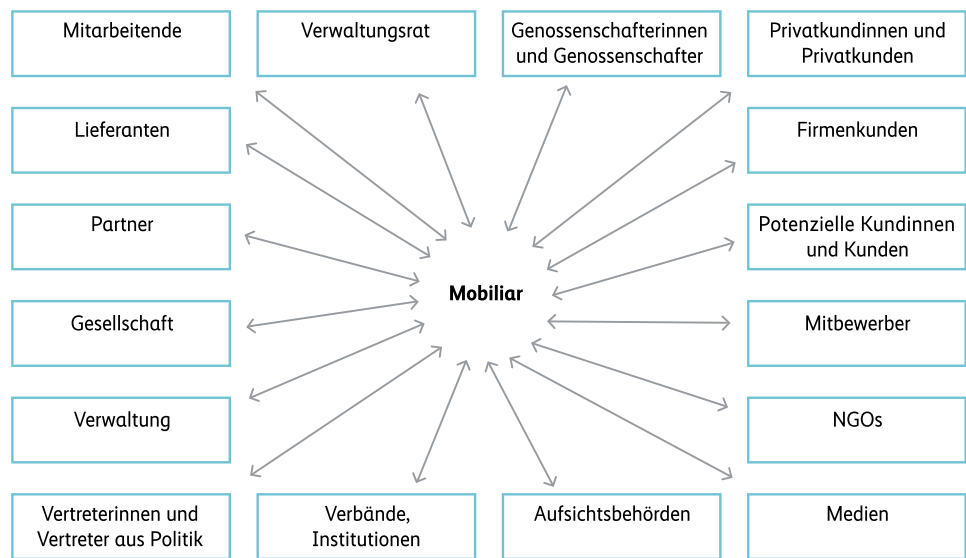 Mitarbeitende
Verwaltungsrat
Genossenschafterinnen
und Genossenschafter
Privatkundinnen und
Privatkunden
Lieferanten
Firmenkunden
Partner
Potenzielle Kundinnen
und Kunden
Mobiliar
Gesellschaft
Mitbewerber
Verwaltung
NGOs
Vertreterinnen und
Vertreter aus Politik
Verbände,
Institutionen
Aufsichtsbehörden
Medien